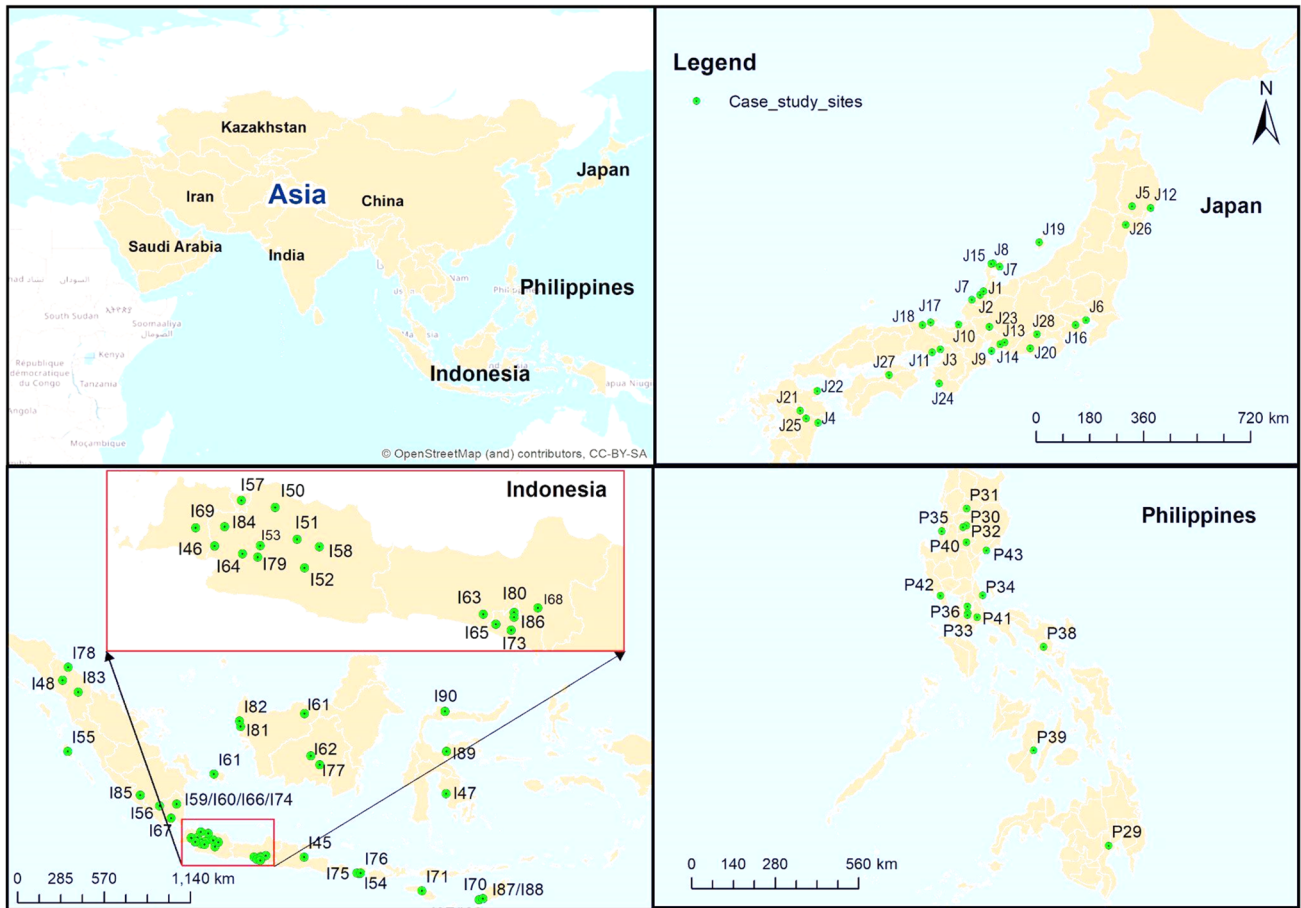 Kazakhstan
Japan
Iran
Asia
China
Saudi Arabia
India
Philippines
Indonesia
South Sudan
አዲስ አበባ
Soomaaliya
الصومال
Kenya
République
démocratique
du Congo
Tanzania
Angola
Moçambique
السودان
Nam
© OpenStreetMap (and) contributors, CC-BY-SA
Legend
Case_study_sites
N
Japan
J5
J12
J26
J19
J15
J8
J7
J7
J1
J2
J17
J18
J10
J23
J13
J28
J6
J16
J11
J3
J9
J14
J20
J27
J24
J22
J21
J25
J4
0 180 360 720 km
Indonesia
I57
I50
I69
I84
I53
I51
I46
I58
I64
I79
I52
I63
I80
I68
I65
I86
I73
I78
I48
I83
I55
I82
I81
I61
I90
I62
I77
I89
I61
I47
I85
I56
I59/I60/I66/I74
I67
I45
I76
I75
I54
I71
I70
I87/I88
0 285 570 1,140 km
Philippines
P31
P35
P30
P32
P40
P43
P42
P34
P36
P41
P33
P38
P39
P29
0 140 280 560 km